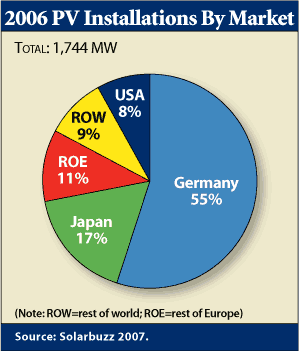 2006 PV Installations By Market
TOTAL: 1,744 MW
USA
8%
ROW
9%
ROE
11%
Germany
55%
Japan
17%
(Note: ROW=rest of world; ROE=rest of Europe)
Source: Solarbuzz 2007.